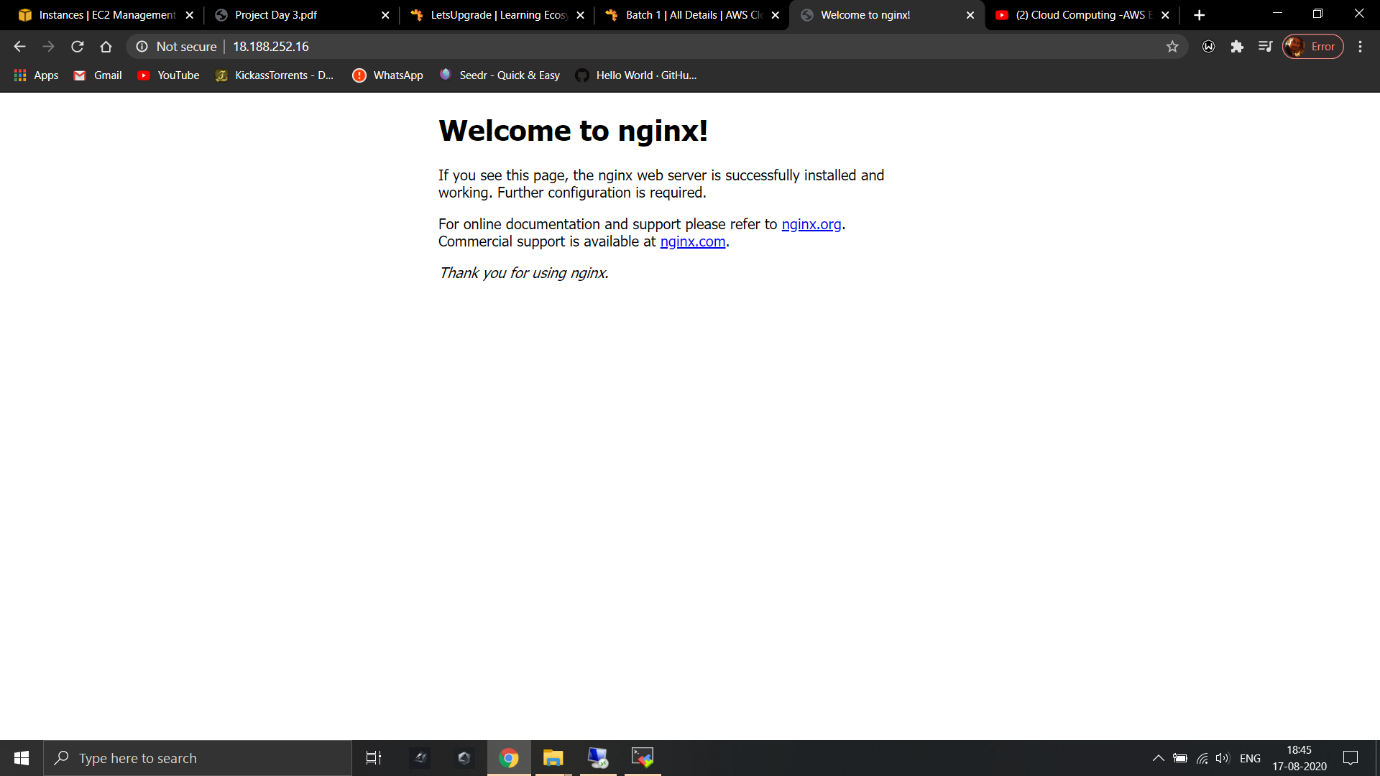 Instances | EC2 Management
Project Day 3.pdf
LetsUpgrade | Learning Ecosy
Batch 1 | All Details | AWS Cl
Welcome to nginx!
(2) Cloud Computing -AWS E
Not secure | 18.188.252.16
Error
Apps
Gmail
YouTube
KickassTorrents - D...
WhatsApp
Seedr - Quick & Easy
Hello World · GitHu...
Welcome to nginx!
If you see this page, the nginx web server is successfully installed and
working. Further configuration is required.
For online documentation and support please refer to nginx.org.
Commercial support is available at nginx.com.
Thank you for using nginx.
Type here to search
ENG
18:45
17-08-2020